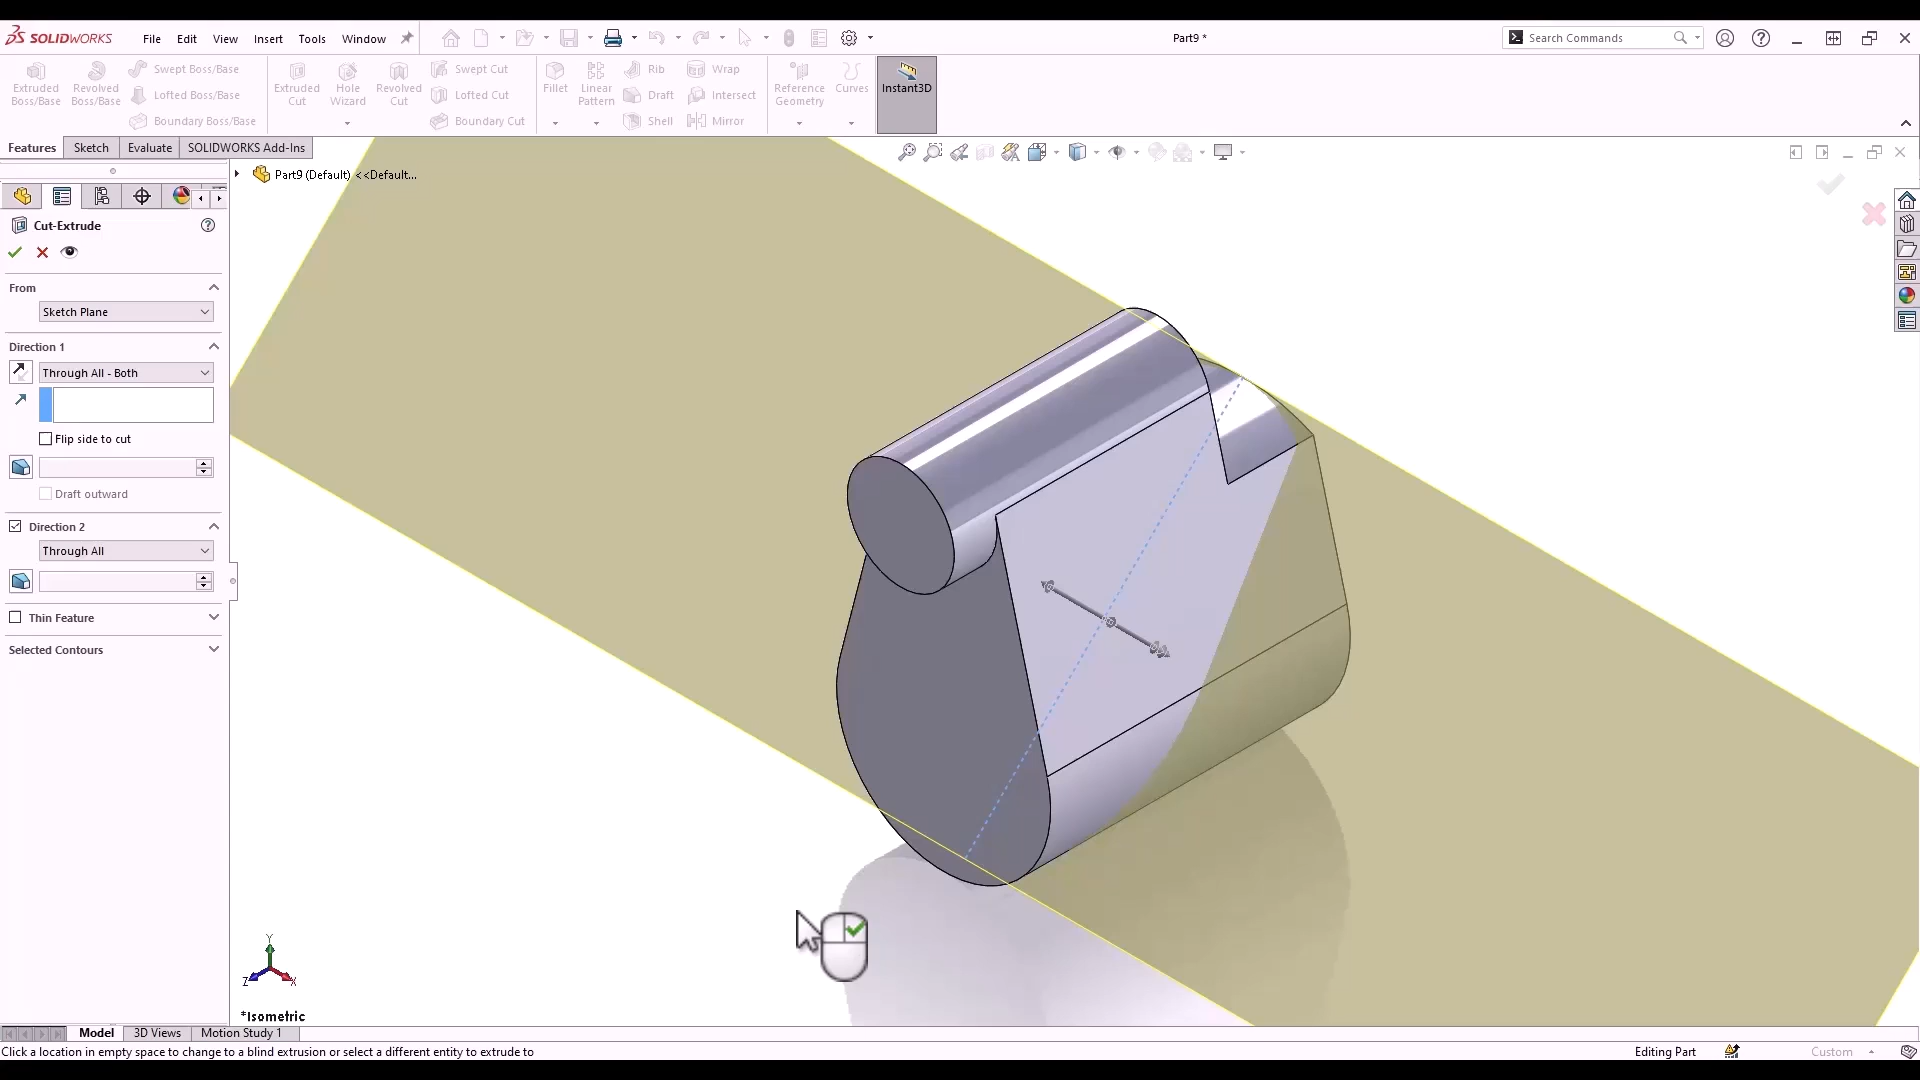 SOLIDWORKS File Edit View Insert Tools Window Part9 * Search Commands
Extruded Boss/Base Revolved Boss/Base Swept Boss/Base Lofted Boss/Base Boundary Boss/Base
Extruded Cut Hole Wizard Revolved Cut Swept Cut Lofted Cut Boundary Cut
Fillet Linear Pattern Rib Draft Shell Wrap Intersect Mirror
Reference Geometry Curves Instant3D
Features Sketch Evaluate SOLIDWORKS Add-Ins
Part9 (Default) <<Default...
Cut-Extrude
From
Sketch Plane
Direction 1
Through All - Both
Flip side to cut
Draft outward
Direction 2
Through All
Thin Feature
Selected Contours
Y
Z X
*Isometric
Model 3D Views Motion Study 1
Click a location in empty space to change to a blind extrusion or select a different entity to extrude to Editing Part Custom